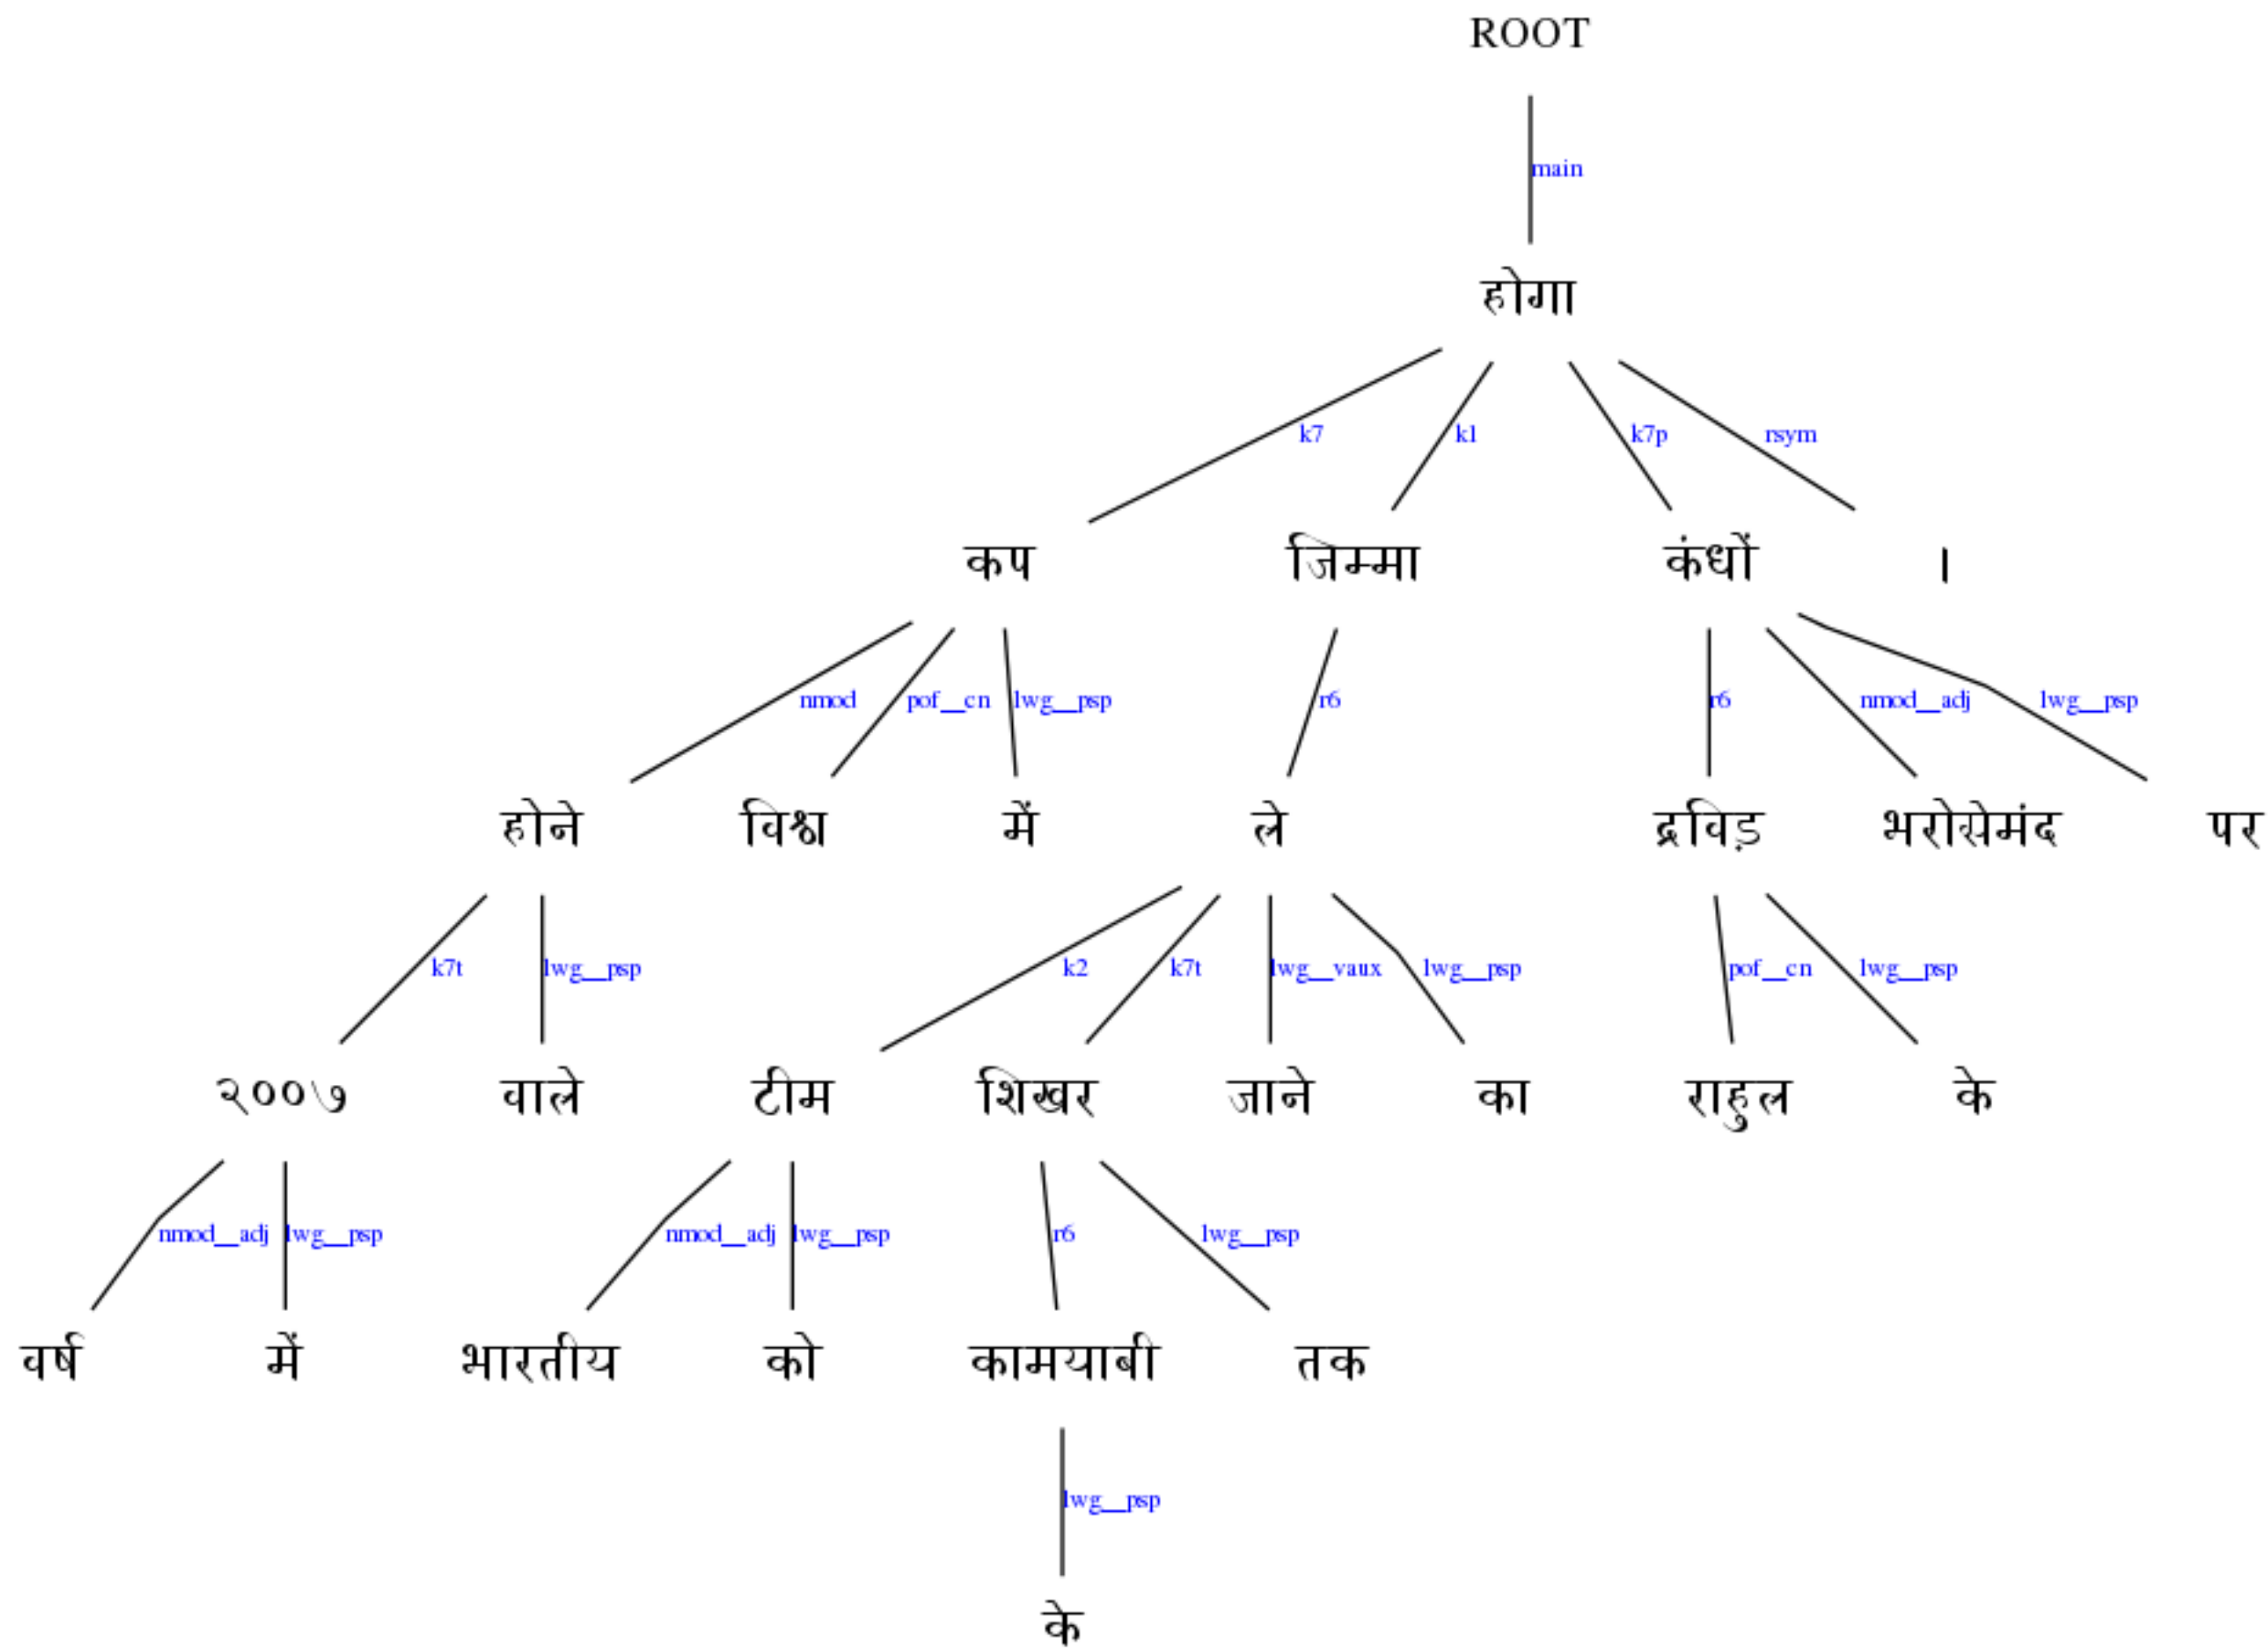 ROOT
main
होगा
k7 k1 k7p rsym
कप जिम्मा कंधों ।
nmod pof__cn lwg__psp r6 r6 nmod__adj lwg__psp
होने विश्व में ले द्रविड़ भरोसेमंद पर
k7t lwg__psp k2 k7t lwg__vaux lwg__psp pof__cn lwg__psp
२००७ वाले टीम शिखर जाने का राहुल के
nmod__adj lwg__psp nmod__adj lwg__psp r6 lwg__psp
वर्ष में भारतीय को कामयाबी तक
lwg__psp
के